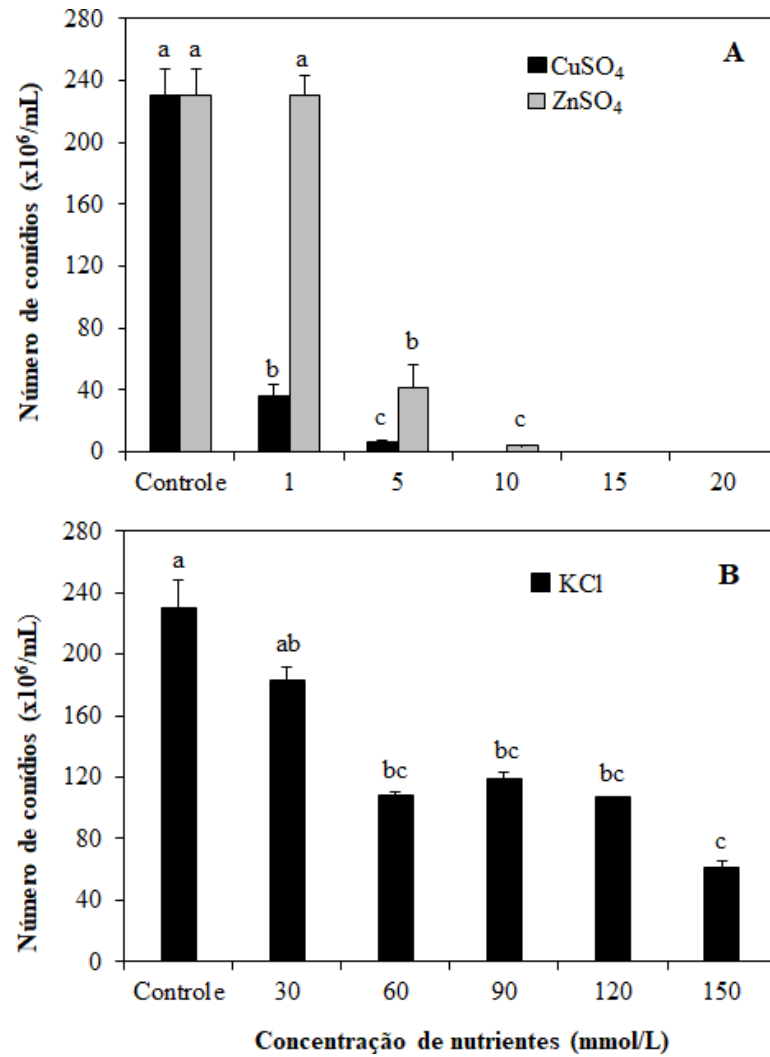 280
A
a a a
CuSO₄
240
ZnSO₄
200
160
120
80
b
b
40
c
c
0
Controle 1 5 10 15 20
Número de conídios (x10⁶/mL)
280
a
B
KCl
240
ab
200
160
bc bc bc
120
c
80
40
0
Controle 30 60 90 120 150
Número de conídios (x10⁶/mL)
Concentração de nutrientes (mmol/L)